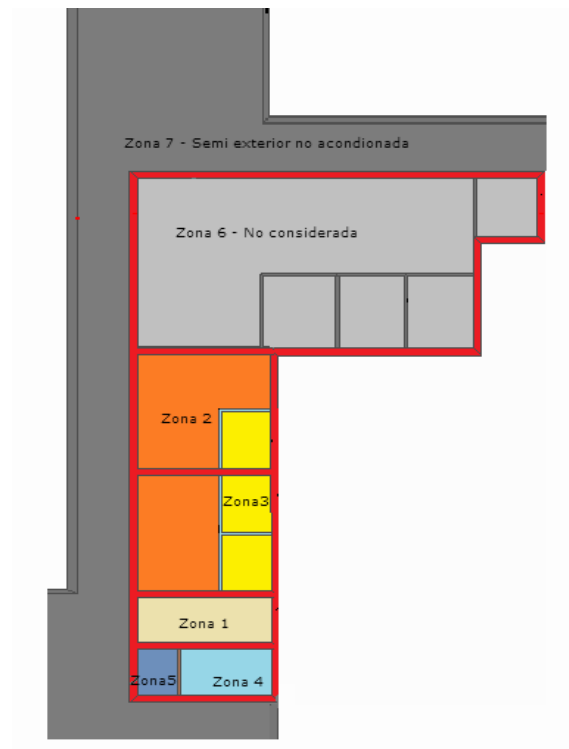 Zona 7 - Semi exterior no acondionada
Zona 6 - No considerada
Zona 2
Zona3
Zona 1
Zona5
Zona 4